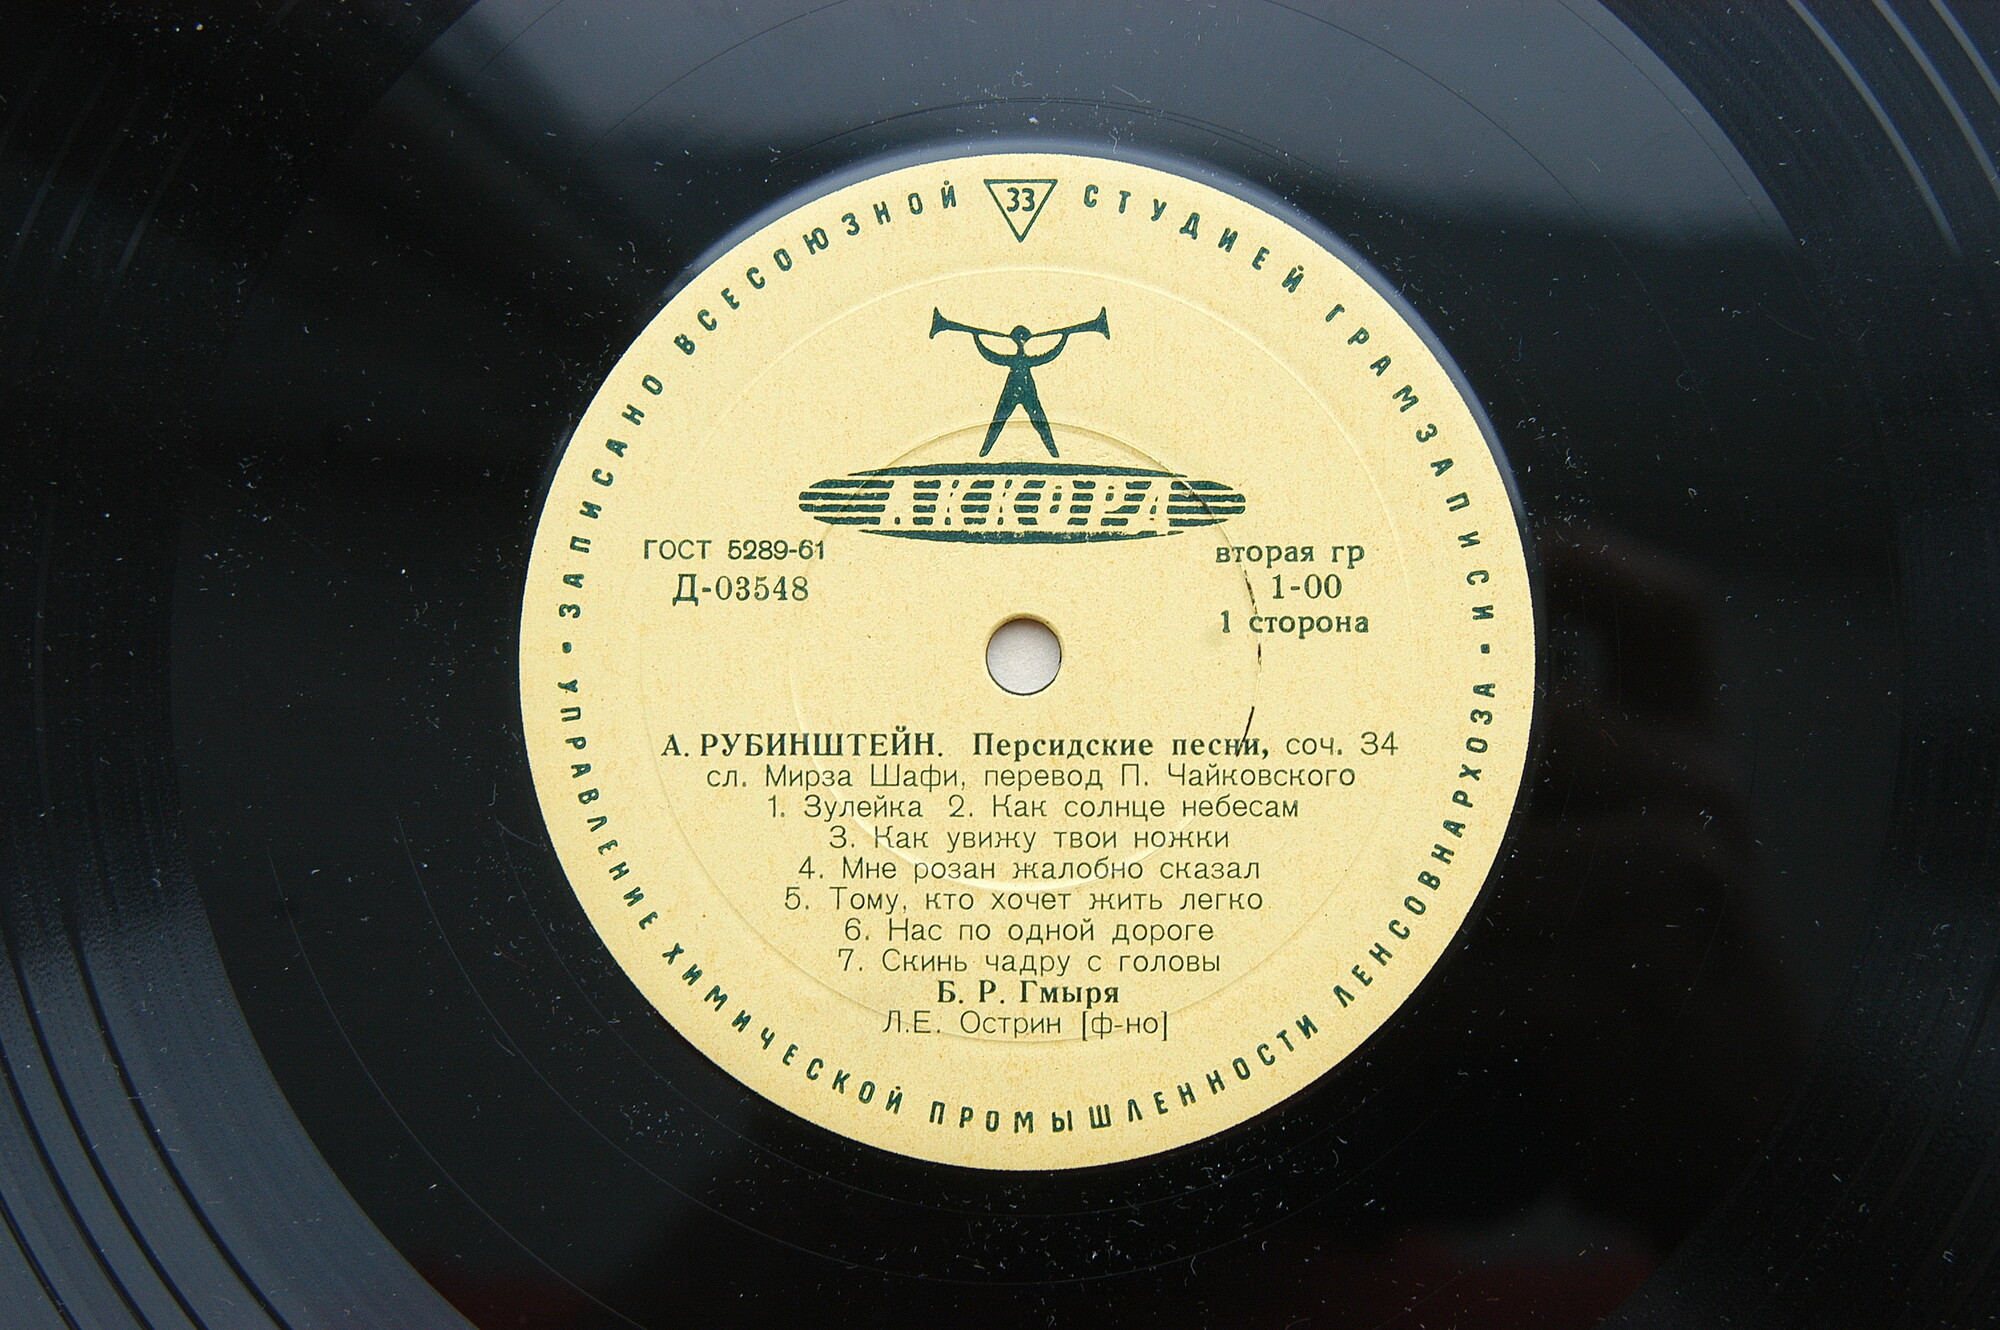 ЗАПИСАНО ВСЕСОЮЗНОЙ 33 СТУДИЕЙ ГРАМЗАПИСИ
АККОРД
ГОСТ 5289-61
Д-03548
вторая гр
1-00
1 сторона
А. РУБИНШТЕЙН. Персидские песни, соч. 34
сл. Мирза Шафи, перевод П. Чайковского
1. Зулейка 2. Как солнце небесам
3. Как увижу твои ножки
4. Мне розан жалобно сказал
5. Тому, кто хочет жить легко
6. Нас по одной дороге
7. Скинь чадру с головы
Б. Р. Гмыря
Л.Е. Острин [ф-но]
• УПРАВЛЕНИЕ ХИМИЧЕСКОЙ ПРОМЫШЛЕННОСТИ ЛЕНСОВНАРХОЗА •